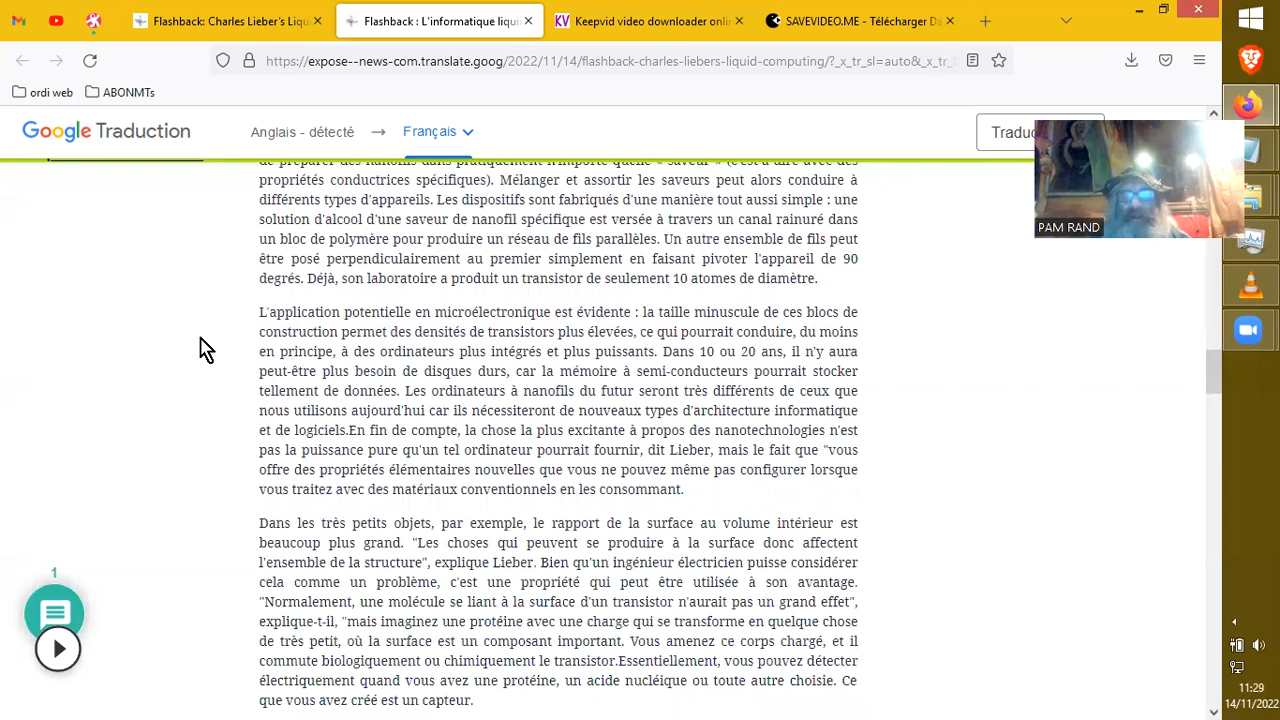 Flashback: Charles Lieber's Liqu
Flashback : L'informatique liqui
Keepvid video downloader onlin
SAVEVIDEO.ME - Télécharger Da
https://expose--news-com.translate.goog/2022/11/14/flashback-charles-liebers-liquid-computing/?_x_tr_sl=auto&_x_tr_
ordi web
ABONMTs
Google Traduction
Anglais - détecté
Français
Traduc
PAM RAND
de préparer des nanofils dans pratiquement n'importe quelle « saveur » (c'est-à-dire avec des
propriétés conductrices spécifiques). Mélanger et assortir les saveurs peut alors conduire à
différents types d'appareils. Les dispositifs sont fabriqués d'une manière tout aussi simple : une
solution d'alcool d'une saveur de nanofil spécifique est versée à travers un canal rainuré dans
un bloc de polymère pour produire un réseau de fils parallèles. Un autre ensemble de fils peut
être posé perpendiculairement au premier simplement en faisant pivoter l'appareil de 90
degrés. Déjà, son laboratoire a produit un transistor de seulement 10 atomes de diamètre.
L'application potentielle en microélectronique est évidente : la taille minuscule de ces blocs de
construction permet des densités de transistors plus élevées, ce qui pourrait conduire, du moins
en principe, à des ordinateurs plus intégrés et plus puissants. Dans 10 ou 20 ans, il n'y aura
peut-être plus besoin de disques durs, car la mémoire à semi-conducteurs pourrait stocker
tellement de données. Les ordinateurs à nanofils du futur seront très différents de ceux que
nous utilisons aujourd'hui car ils nécessiteront de nouveaux types d'architecture informatique
et de logiciels.En fin de compte, la chose la plus excitante à propos des nanotechnologies n'est
pas la puissance pure qu'un tel ordinateur pourrait fournir, dit Lieber, mais le fait que "vous
offre des propriétés élémentaires nouvelles que vous ne pouvez même pas configurer lorsque
vous traitez avec des matériaux conventionnels en les consommant.
Dans les très petits objets, par exemple, le rapport de la surface au volume intérieur est
beaucoup plus grand. "Les choses qui peuvent se produire à la surface donc affectent
l'ensemble de la structure", explique Lieber. Bien qu'un ingénieur électricien puisse considérer
cela comme un problème, c'est une propriété qui peut être utilisée à son avantage.
"Normalement, une molécule se liant à la surface d'un transistor n'aurait pas un grand effet",
explique-t-il, "mais imaginez une protéine avec une charge qui se transforme en quelque chose
de très petit, où la surface est un composant important. Vous amenez ce corps chargé, et il
commute biologiquement ou chimiquement le transistor.Essentiellement, vous pouvez détecter
électriquement quand vous avez une protéine, un acide nucléique ou toute autre choisie. Ce
que vous avez créé est un capteur.
1
11:29
14/11/2022